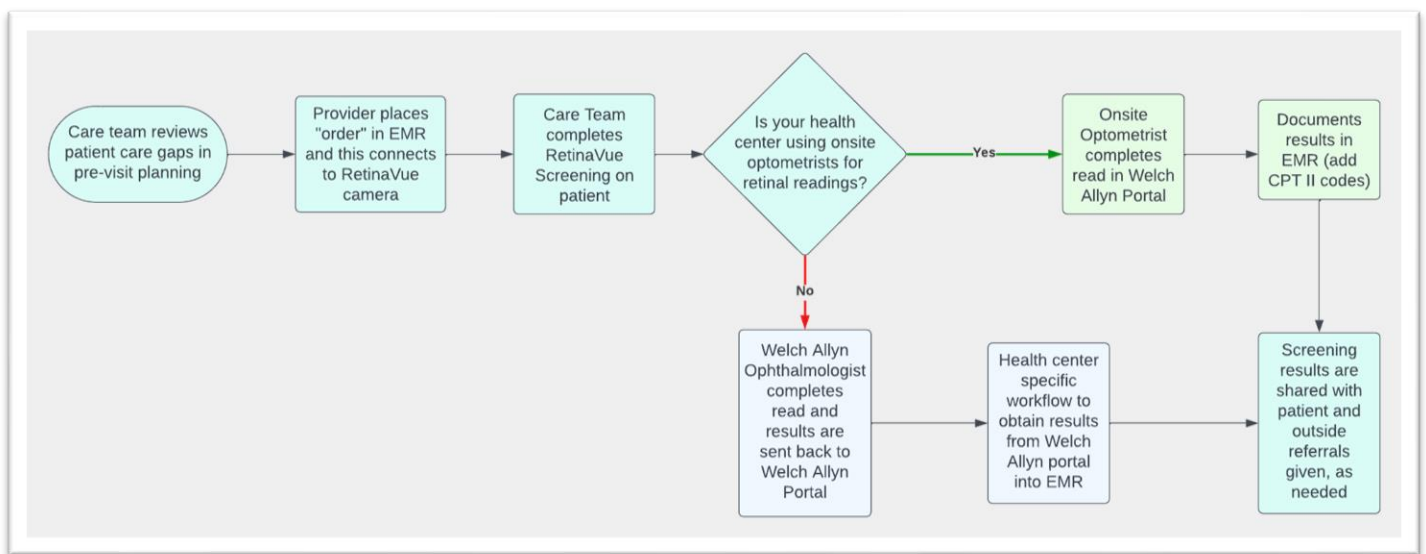 Care team reviews
patient care gaps in
pre-visit planning
Provider places
"order" in EMR
and this connects
to RetinaVue
camera
Care Team
completes
RetinaVue
Screening on
patient
Is your health
center using onsite
optometrists for
retinal readings?
Yes
Onsite
Optometrist
completes
read in Welch
Allyn Portal
Documents
results in
EMR (add
CPT II codes)
No
Welch Allyn
Ophthalmologist
completes
read and
results are
sent back to
Welch Allyn
Portal
Health center
specific
workflow to
obtain results
from Welch
Allyn portal
into EMR
Screening
results are
shared with
patient and
outside
referrals
given, as
needed